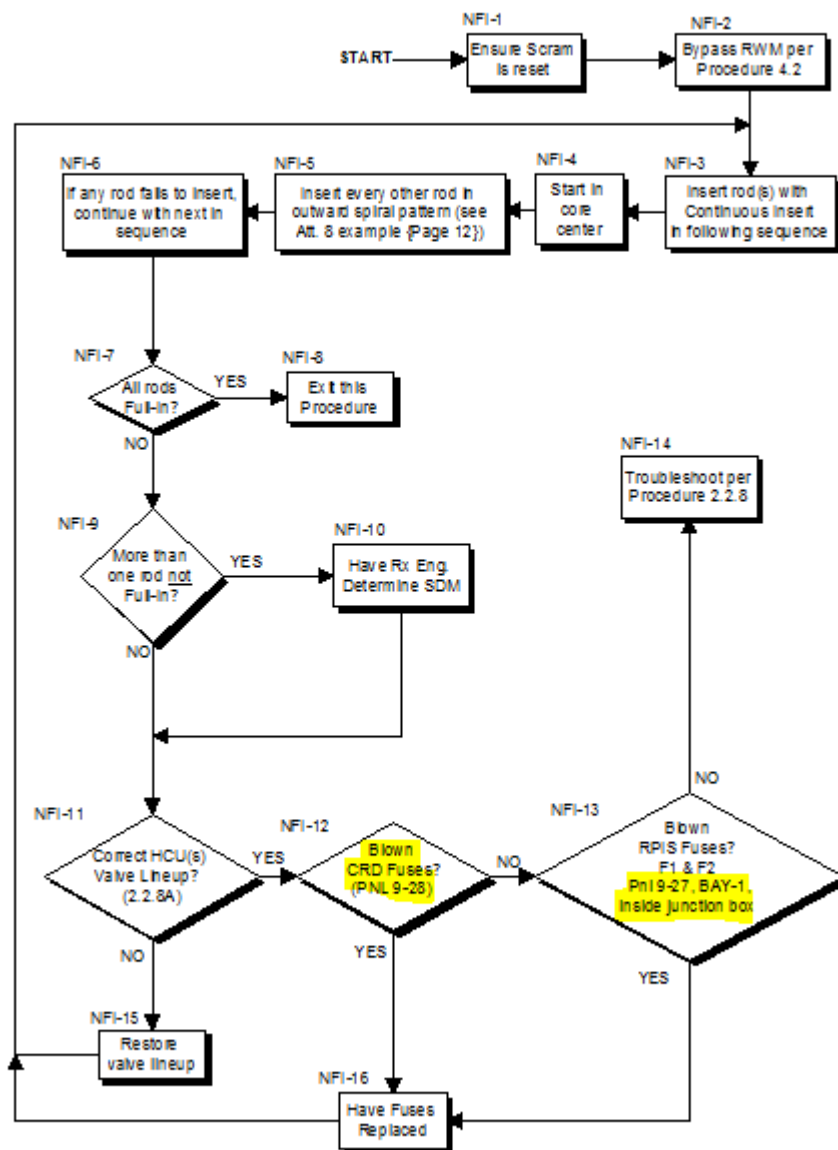 NFI-1
START
Ensure Scram
is reset
NFI-2
Bypass RWM per
Procedure 4.2
NFI-3
Insert rod(s) with
Continuous insert
in following sequence
NFI-4
Start in
core
center
NFI-5
Insert every other rod in
outward spiral pattern (see
Att. 8 example {Page 12})
NFI-6
If any rod fails to insert,
continue with next in
sequence
NFI-7
All rods
Full-in?
YES
NO
NFI-8
Exit this
Procedure
NFI-9
More than
one rod not
Full-in?
YES
NO
NFI-10
Have Rx Eng.
Determine SDM
NFI-11
Correct HCU(s)
Valve Lineup?
(2.2.8A)
YES
NO
NFI-12
Blown
CRD Fuses?
(PNL 9-28)
NO
YES
NFI-13
Blown
RPIS Fuses?
F1 & F2
Pnl 9-27, BAY-1,
Inside junction box
NO
YES
NFI-14
Troubleshoot per
Procedure 2.2.8
NFI-15
Restore
valve lineup
NFI-16
Have Fuses
Replaced